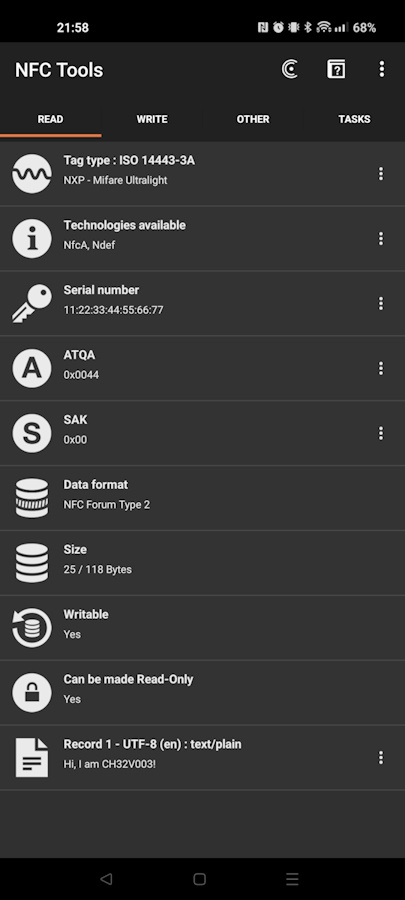 21:58
68%
NFC Tools
READ
WRITE
OTHER
TASKS
Tag type : ISO 14443-3A
NXP - Mifare Ultralight
Technologies available
NfcA, Ndef
Serial number
11:22:33:44:55:66:77
A
ATQA
0x0044
S
SAK
0x00
Data format
NFC Forum Type 2
Size
25 / 118 Bytes
Writable
Yes
Can be made Read-Only
Yes
Record 1 - UTF-8 (en) : text/plain
Hi, I am CH32V003!